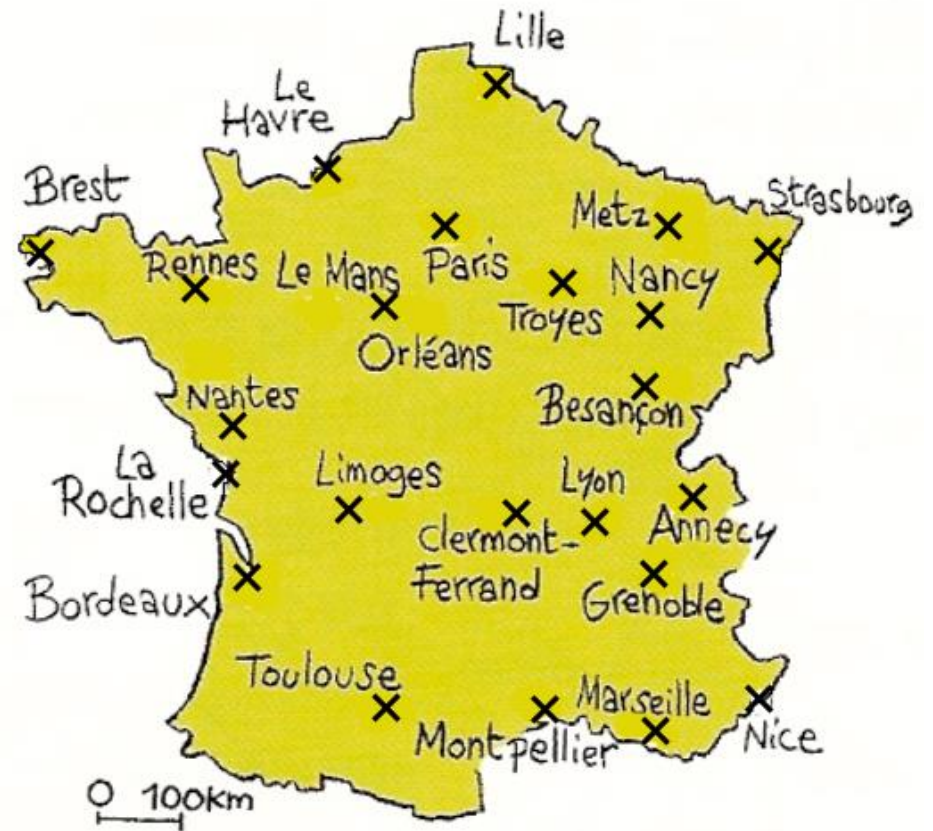 Lille
Le
Havre
Brest
Metz
Strasbourg
Rennes
Le Mans
Paris
Nancy
Troyes
Orléans
Nantes
Besançon
La
Rochelle
Limoges
Lyon
Annecy
Clermont-
Ferrand
Bordeaux
Grenoble
Toulouse
Marseille
Montpellier
Nice
0 100Km